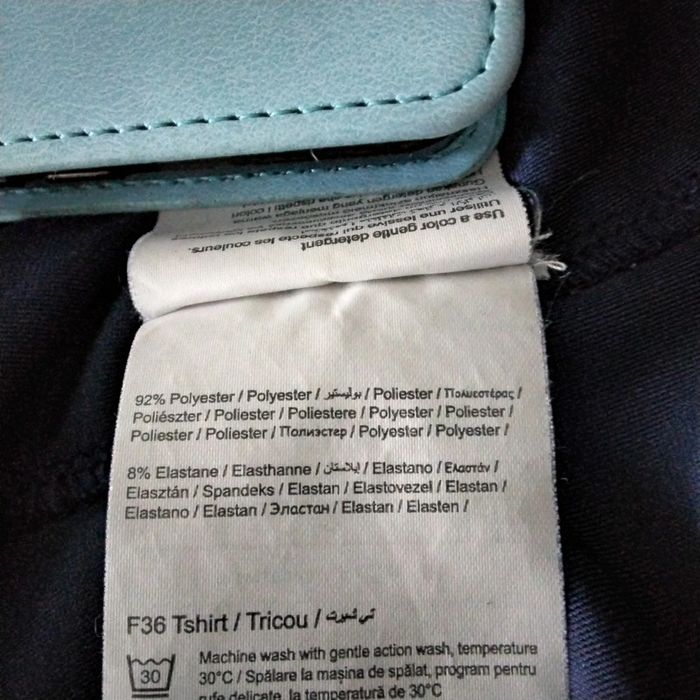 Use a color gentle detergent
Utiliser une lessive qui respecte les couleurs.
92% Polyester / Polyester / بوليستير / Poliester / Πολυεστέρας /
Poliészter / Poliester / Poliestere / Polyester / Poliester /
Poliester / Poliester / Полиэстер / Polyester / Polyester /
8% Elastane / Elasthanne / إيلاستان / Elastano / Ελαστάν /
Elasztán / Spandeks / Elastan / Elastovezel / Elastan /
Elastano / Elastan / Эластан / Elastan / Elasten /
F36 Tshirt / Tricou / تي شيرت
Machine wash with gentle action wash, temperature
30 30°C / Spălare la mașina de spălat, program pentru
rufe delicate, la temperatură de 30°C